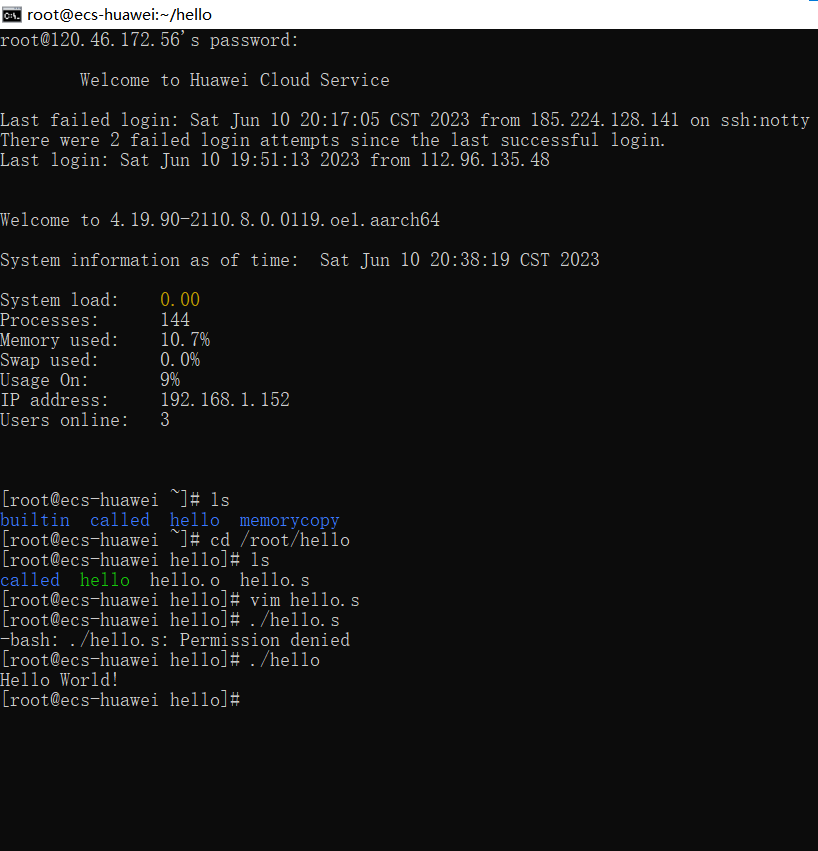 root@ecs-huawei:~/hello
root@120.46.172.56's password:
Welcome to Huawei Cloud Service
Last failed login: Sat Jun 10 20:17:05 CST 2023 from 185.224.128.141 on ssh:notty
There were 2 failed login attempts since the last successful login.
Last login: Sat Jun 10 19:51:13 2023 from 112.96.135.48
Welcome to 4.19.90-2110.8.0.0119.oe1.aarch64
System information as of time:  Sat Jun 10 20:38:19 CST 2023
System load:    0.00
Processes:      144
Memory used:    10.7%
Swap used:      0.0%
Usage On:       9%
IP address:     192.168.1.152
Users online:   3
[root@ecs-huawei ~]# ls
builtin  called  hello  memorycopy
[root@ecs-huawei ~]# cd /root/hello
[root@ecs-huawei hello]# ls
called  hello  hello.o  hello.s
[root@ecs-huawei hello]# vim hello.s
[root@ecs-huawei hello]# ./hello.s
-bash: ./hello.s: Permission denied
[root@ecs-huawei hello]# ./hello
Hello World!
[root@ecs-huawei hello]#